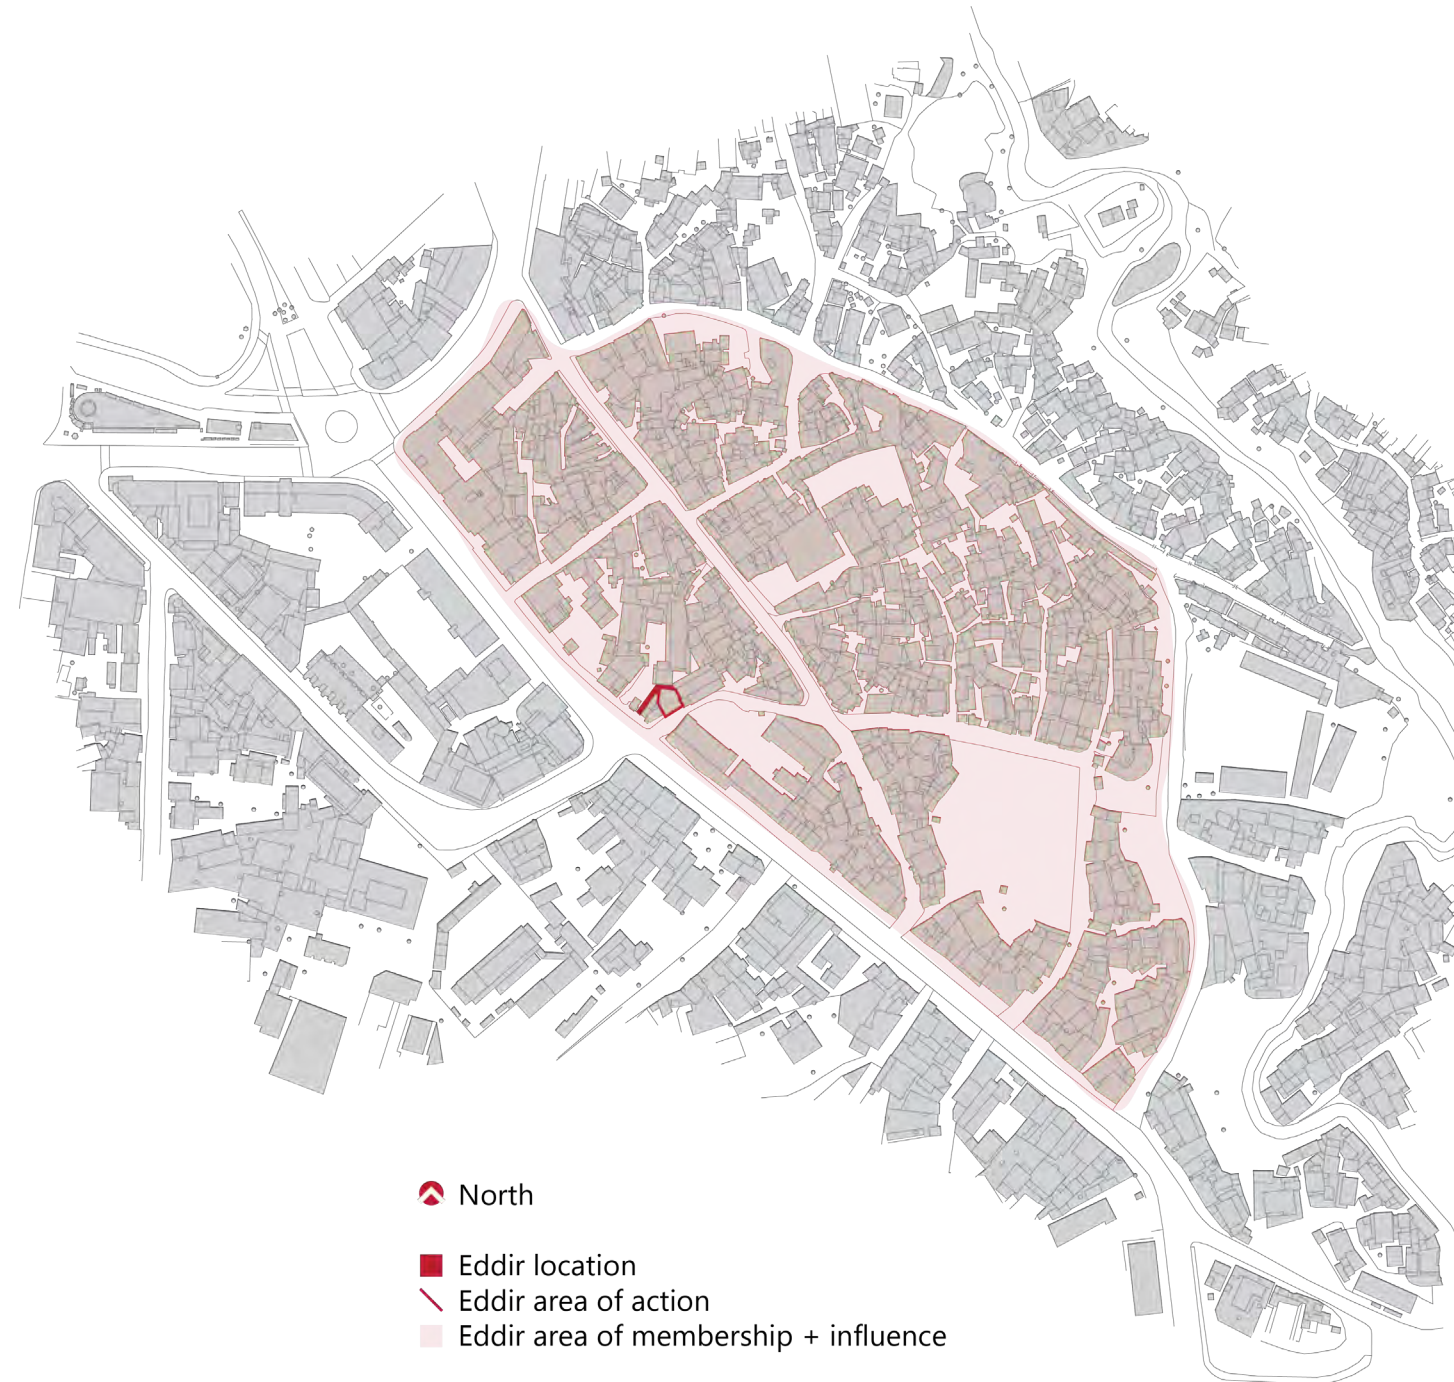 North
Eddir location
Eddir area of action
Eddir area of membership + influence